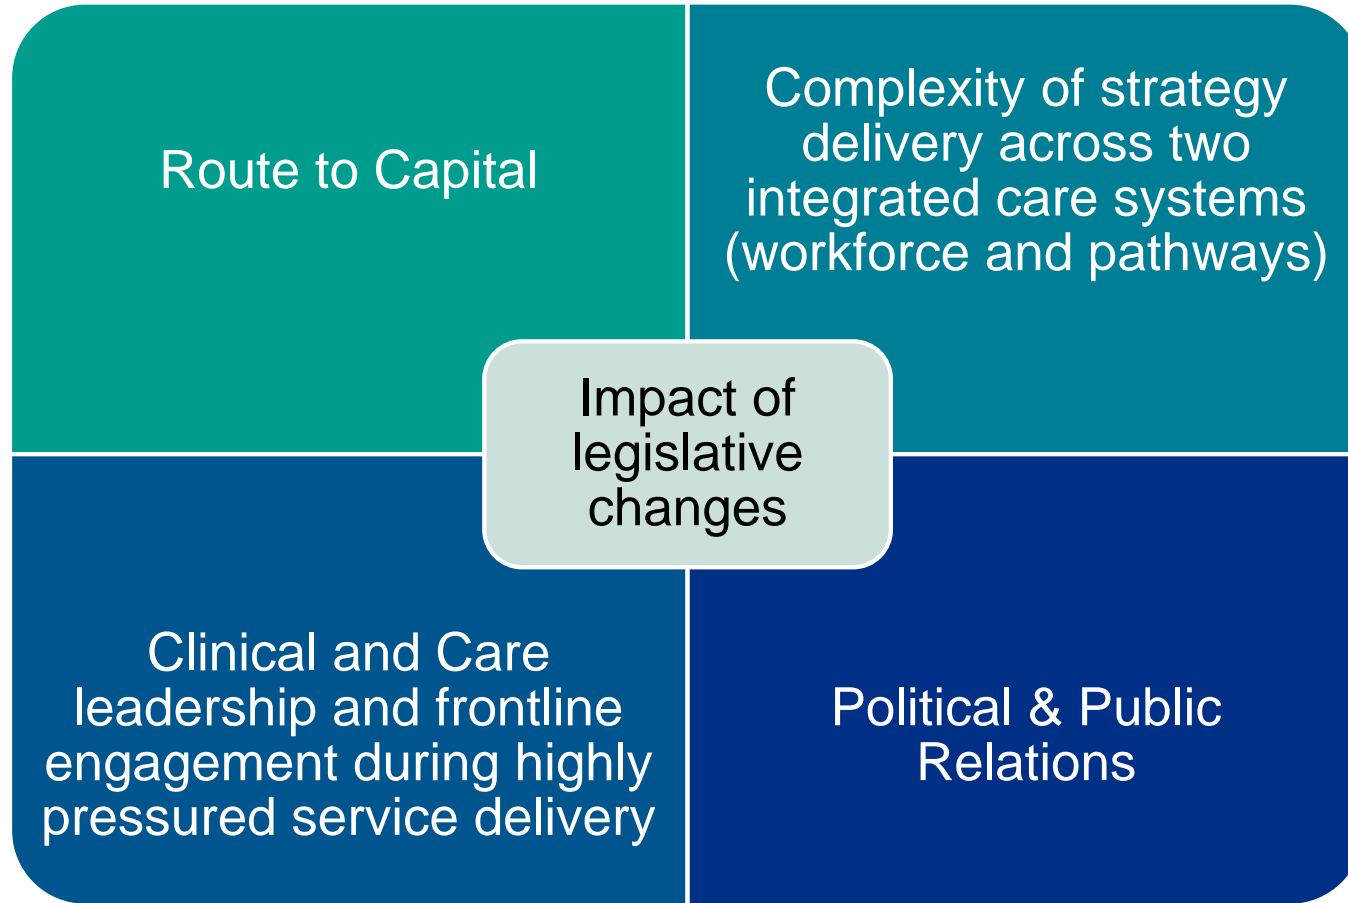 Route to Capital
Complexity of strategy
delivery across two
integrated care systems
(workforce and pathways)
Impact of
legislative
changes
Clinical and Care
leadership and frontline
engagement during highly
pressured service delivery
Political & Public
Relations